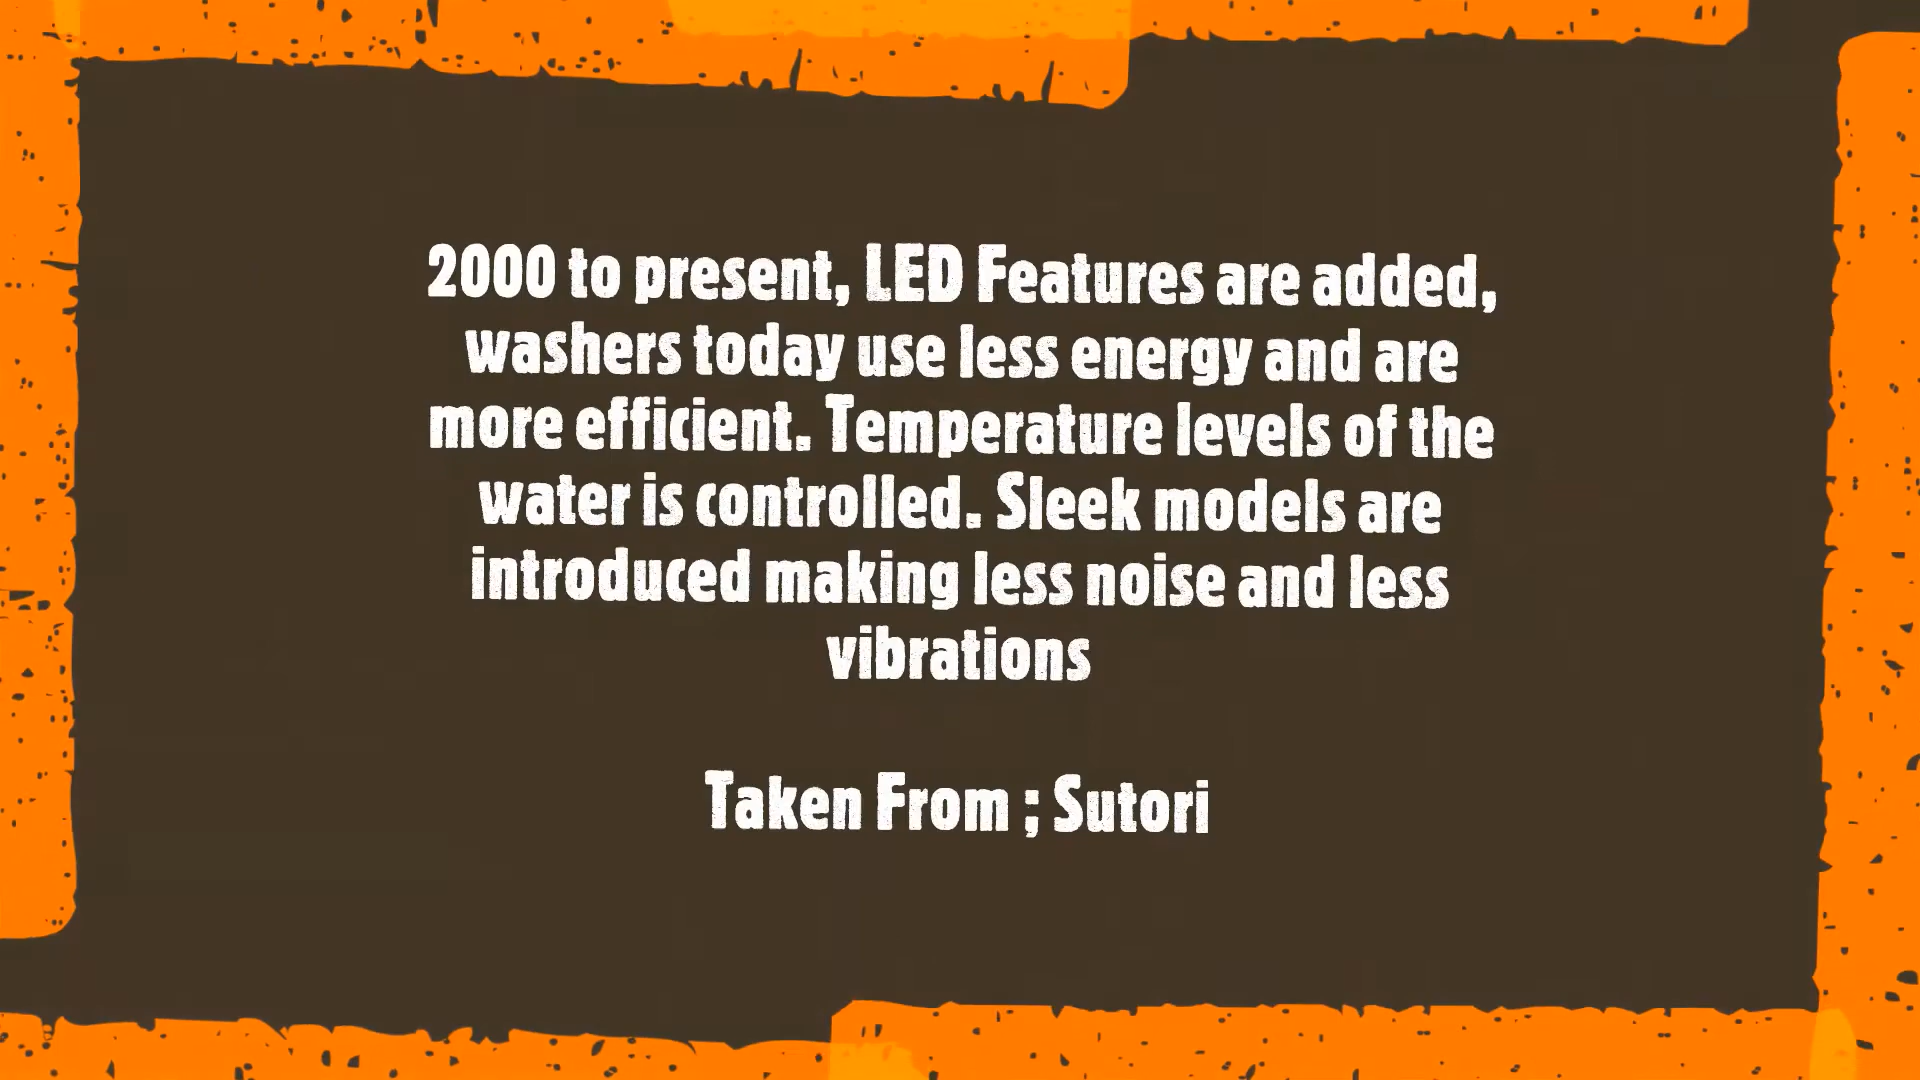 2000 to present, LED Features are added,
washers today use less energy and are
more efficient. Temperature levels of the
water is controlled. Sleek models are
introduced making less noise and less
vibrations
Taken From ; Sutori